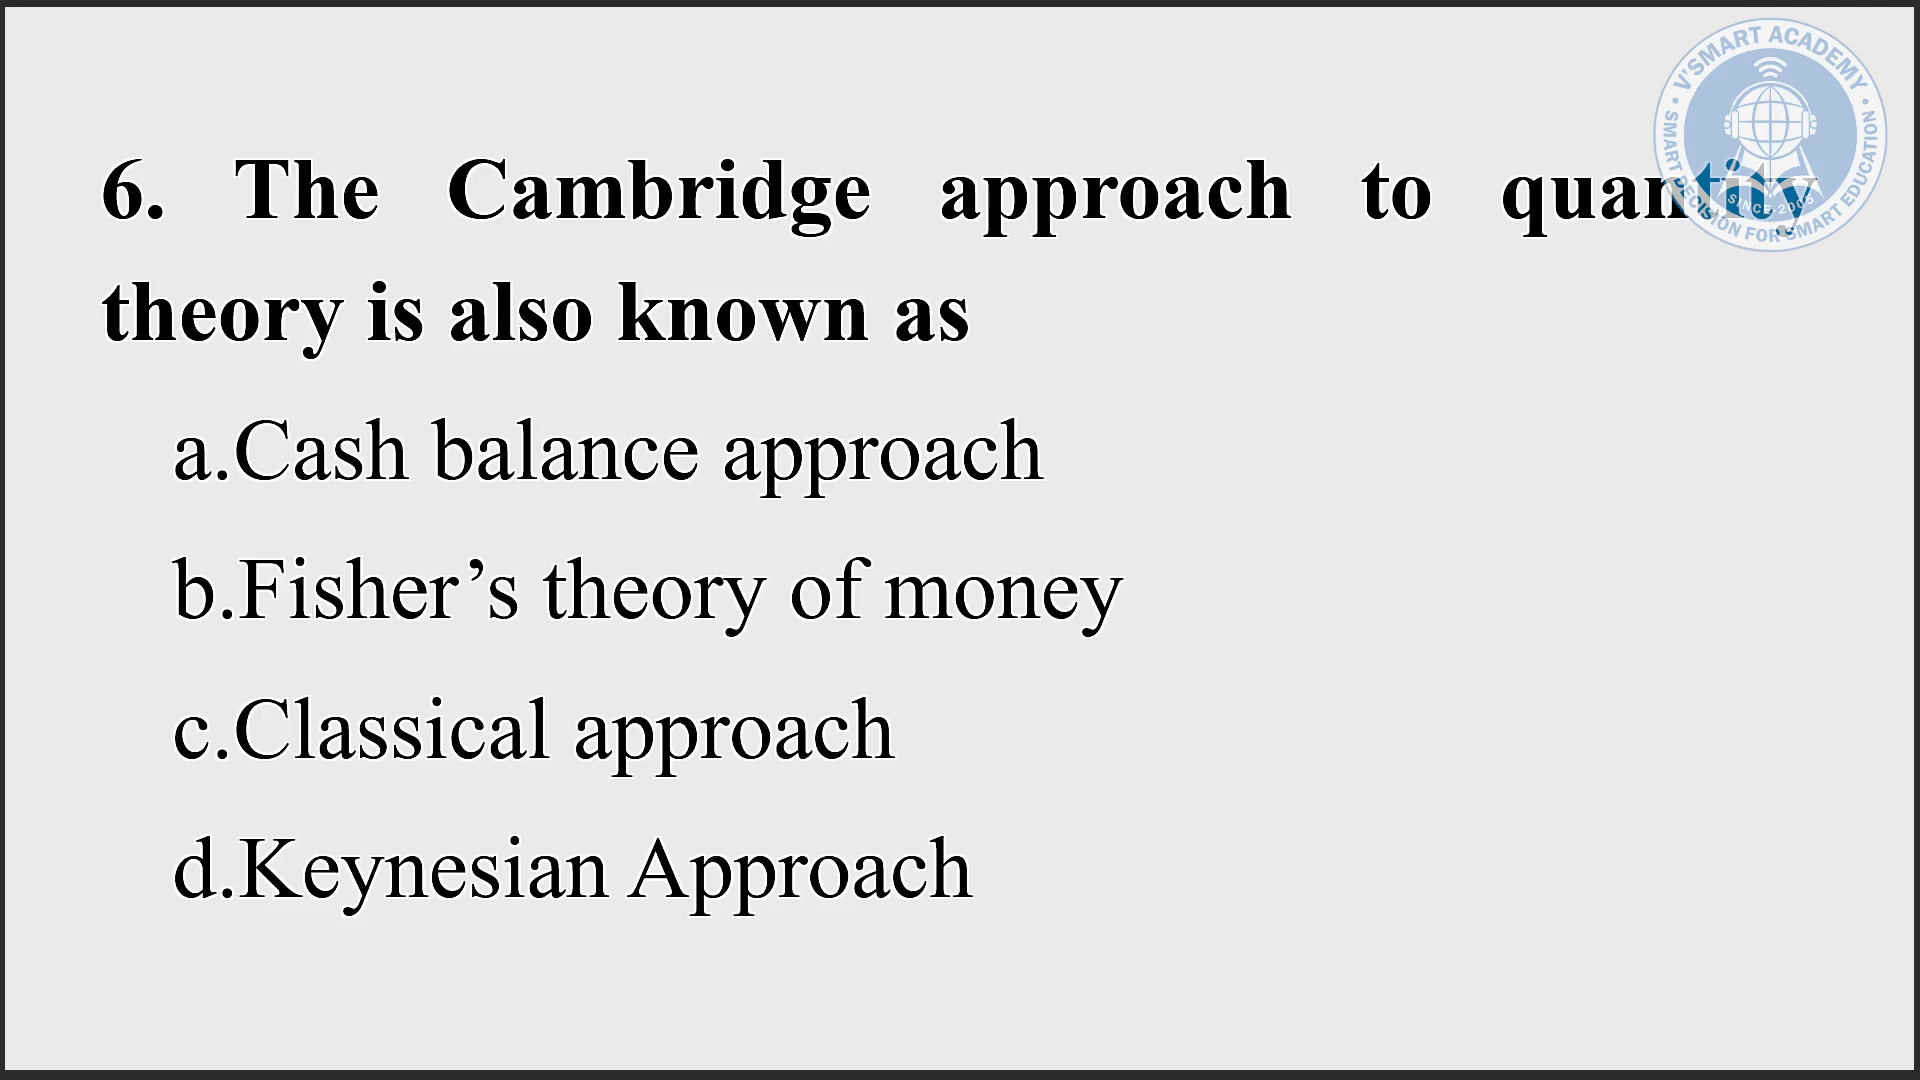 V'SMART ACADEMY
SMART DECISION FOR SMART EDUCATION
SINCE 2005
6. The Cambridge approach to quantity
theory is also known as
a.Cash balance approach
b.Fisher’s theory of money
c.Classical approach
d.Keynesian Approach